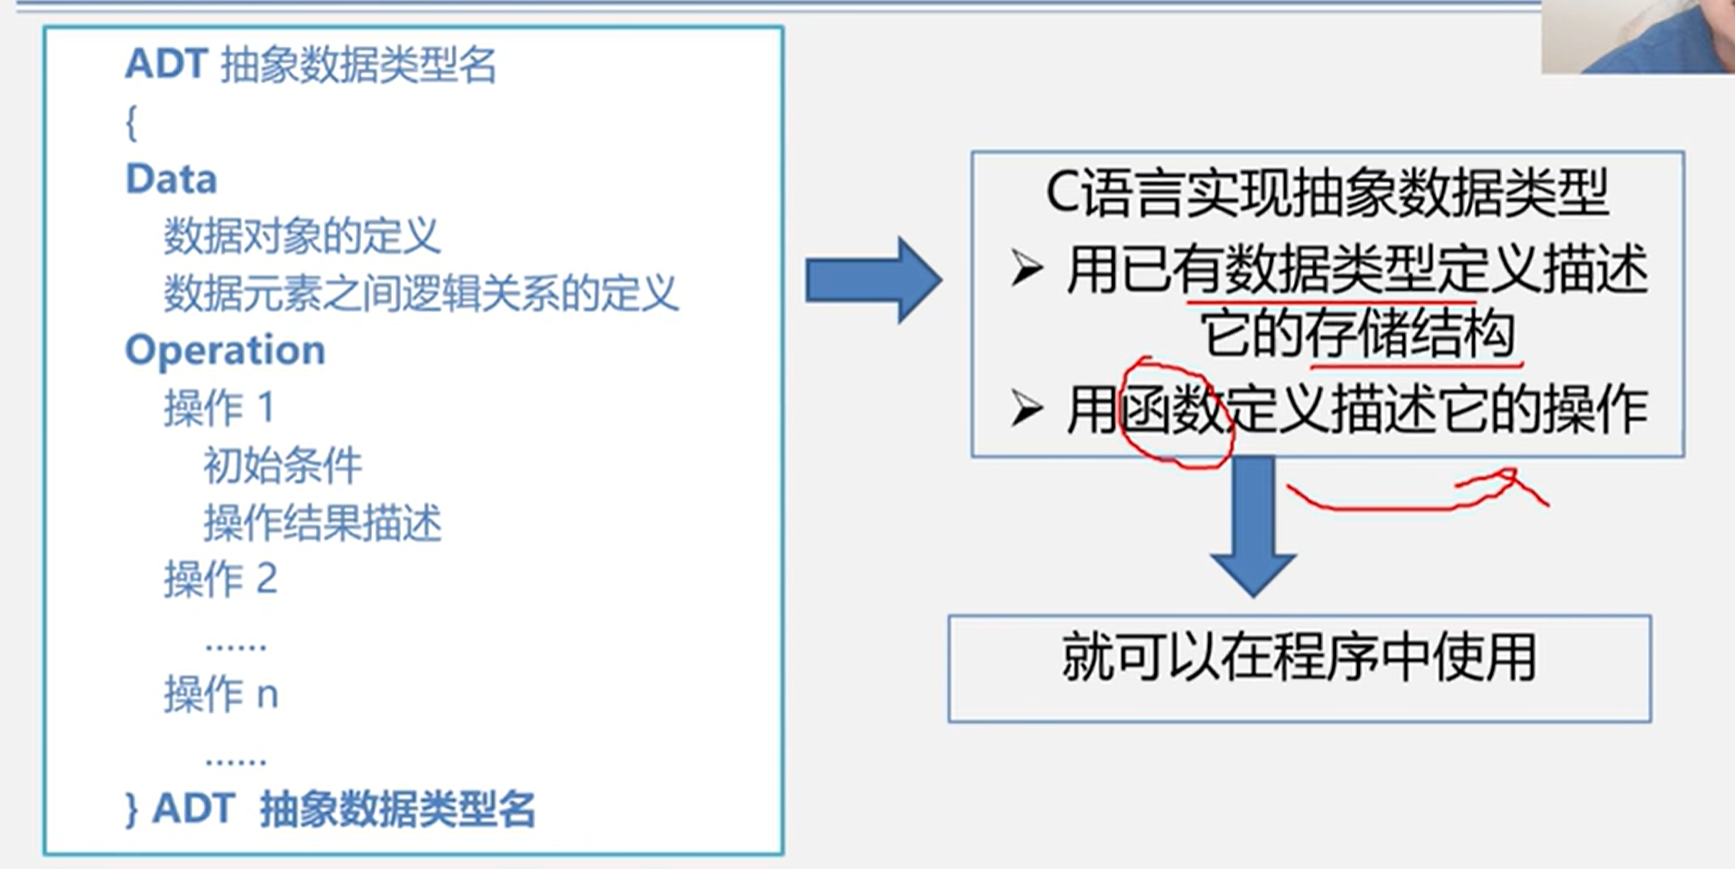 ADT 抽象数据类型名
{
Data
数据对象的定义
数据元素之间逻辑关系的定义
Operation
操作 1
初始条件
操作结果描述
操作 2
……
操作 n
……
} ADT 抽象数据类型名
C语言实现抽象数据类型
➢ 用已有数据类型定义描述
它的存储结构
➢ 用函数定义描述它的操作
就可以在程序中使用